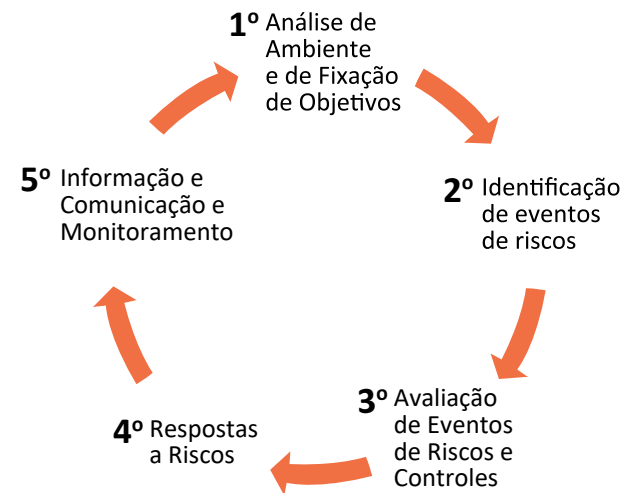 1º Análise de
Ambiente
e de Fixação
de Objetivos
2º Identificação
de eventos
de riscos
3º Avaliação
de Eventos
de Riscos e
Controles
4º Respostas
a Riscos
5º Informação e
Comunicação e
Monitoramento